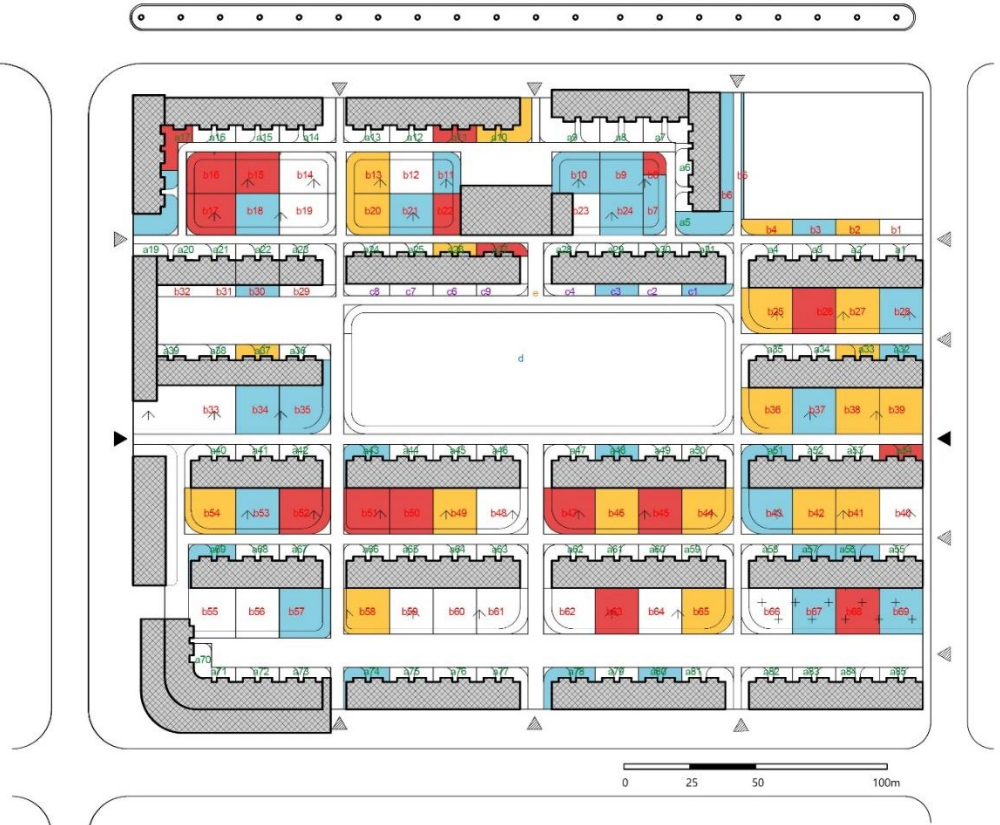 a17 a16 a15 a14 a13 a12 a11 a10 a9 a8 a7
a6
b16 b15 b14 b13 b12 b11 b10 b9 b8 b5
b6
b17 b18 b19 b20 b21 b22 b23 b24 b7 a5
b4 b3 b2 b1
a19 a20 a21 a22 a23 a24 a25 a26 a27 a28 a29 a30 a31 a4 a3 a2 a1
b32 b31 b30 b29 c8 c7 c6 c9 e c4 c3 c2 c1
b25 b26 b27 b28
a39 a38 a37 a36 d a35 a34 a33 a32
b33 b34 b35 b36 b37 b38 b39
a40 a41 a42 a43 a44 a45 a46 a47 a48 a49 a50 a51 a52 a53 a54
b54 b53 b52 b51 b50 b49 b48 b47 b46 b45 b44 b43 b42 b41 b40
a69 a68 a67 a66 a65 a64 a63 a62 a61 a60 a59 a58 a57 a56 a55
b55 b56 b57 b58 b59 b60 b61 b62 b63 b64 b65 b66 b67 b68 b69
a70
a71 a72 a73 a74 a75 a76 a77 a78 a79 a80 a81 a82 a83 a84 a85
0 25 50 100m